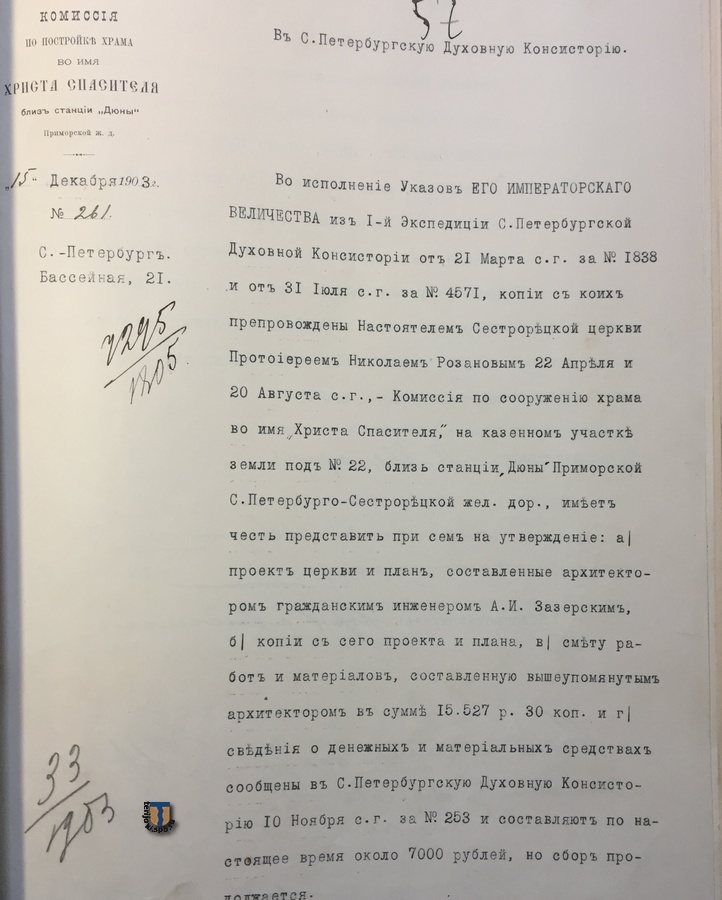 КОМИССІЯ
ПО ПОСТРОЙКѢ ХРАМА
ВО ИМЯ
ХРИСТА СПАСИТЕЛЯ
близъ станціи „Дюны"
Приморской ж. д.
„15" Декабря 1903 г.
№ 261.
С.-Петербургъ.
Бассейная, 21.
57
Въ С.Петербургскую Духовную Консисторію.
Во исполненіе Указовъ ЕГО ИМПЕРАТОРСКАГО
ВЕЛИЧЕСТВА изъ I-й Экспедиціи С.Петербургской
Духовной Консисторіи отъ 21 Марта с.г. за № 1838
и отъ 31 Іюля с.г. за № 4571, копіи съ коихъ
препровождены Настоятелемъ Сестрорѣцкой церкви
Протоіереемъ Николаемъ Розановымъ 22 Апрѣля и
20 Августа с.г.,- Комиссія по сооруженію храма
во имя „Христа Спасителя," на казенномъ участкѣ
земли подъ № 22, близь станціи „Дюны" Приморской
С.Петербурго-Сестрорѣцкой жел. дор., имѣетъ
честь представить при семъ на утвержденіе: а|
проектъ церкви и планъ, составленные архитекто-
ромъ гражданскимъ инженеромъ А.И. Зазерскимъ,
б| копіи съ сего проекта и плана, в| смѣту ра-
ботъ и матеріаловъ, составленную вышеупомянутымъ
архитекторомъ въ суммѣ 15.527 р. 30 коп. и г|
свѣдѣнія о денежныхъ и матеріальныхъ средствахъ
сообщены въ С.Петербургскую Духовную Консисто-
рію 10 Ноября с.г. за № 253 и составляютъ по на-
стоящее время около 7000 рублей, но сборъ про-
должается.
33
1903